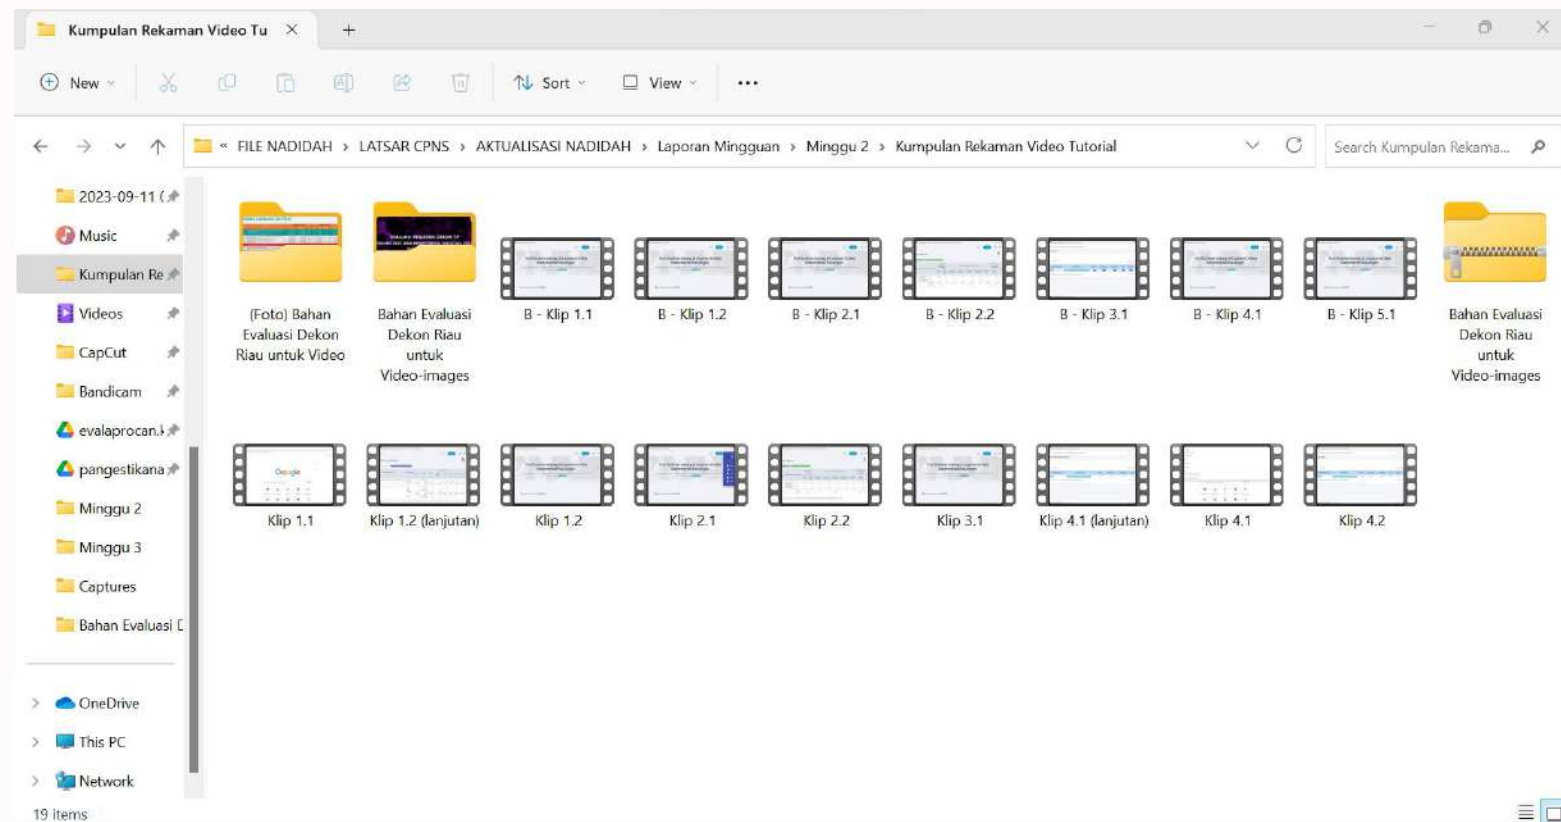 Kumpulan Rekaman Video Tu
New
Sort
View
FILE NADIDAH > LATSAR CPNS > AKTUALISASI NADIDAH > Laporan Mingguan > Minggu 2 > Kumpulan Rekaman Video Tutorial
Search Kumpulan Rekama...
2023-09-11 (
Music
Kumpulan Re
Videos
CapCut
Bandicam
evalaprocan.
pangestikana
Minggu 2
Minggu 3
Captures
Bahan Evaluasi
OneDrive
This PC
Network
19 items
(Foto) Bahan
Evaluasi Dekon
Riau untuk Video
Bahan Evaluasi
Dekon Riau
untuk
Video-images
B - Klip 1.1
B - Klip 1.2
B - Klip 2.1
B - Klip 2.2
B - Klip 3.1
B - Klip 4.1
B - Klip 5.1
Bahan Evaluasi
Dekon Riau
untuk
Video-images
Google
Klip 1.1
Klip 1.2 (lanjutan)
Klip 1.2
Klip 2.1
Klip 2.2
Klip 3.1
Klip 4.1 (lanjutan)
Klip 4.1
Klip 4.2